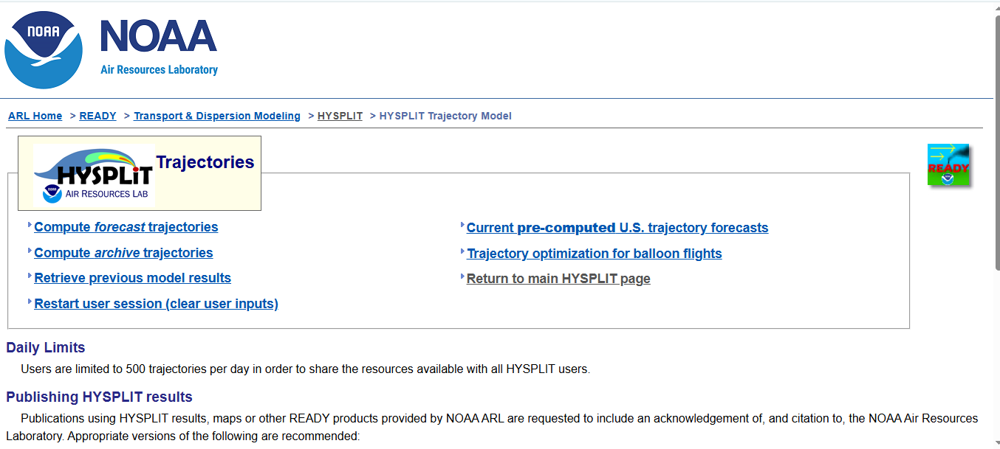 NOAA
NOAA
Air Resources Laboratory
ARL Home > READY > Transport & Dispersion Modeling > HYSPLIT > HYSPLIT Trajectory Model
HYSPLIT
NOAA
AIR RESOURCES LAB
Trajectories
READY
Compute forecast trajectories
Compute archive trajectories
Retrieve previous model results
Restart user session (clear user inputs)
Current pre-computed U.S. trajectory forecasts
Trajectory optimization for balloon flights
Return to main HYSPLIT page
Daily Limits
Users are limited to 500 trajectories per day in order to share the resources available with all HYSPLIT users.
Publishing HYSPLIT results
Publications using HYSPLIT results, maps or other READY products provided by NOAA ARL are requested to include an acknowledgement of, and citation to, the NOAA Air Resources
Laboratory. Appropriate versions of the following are recommended: